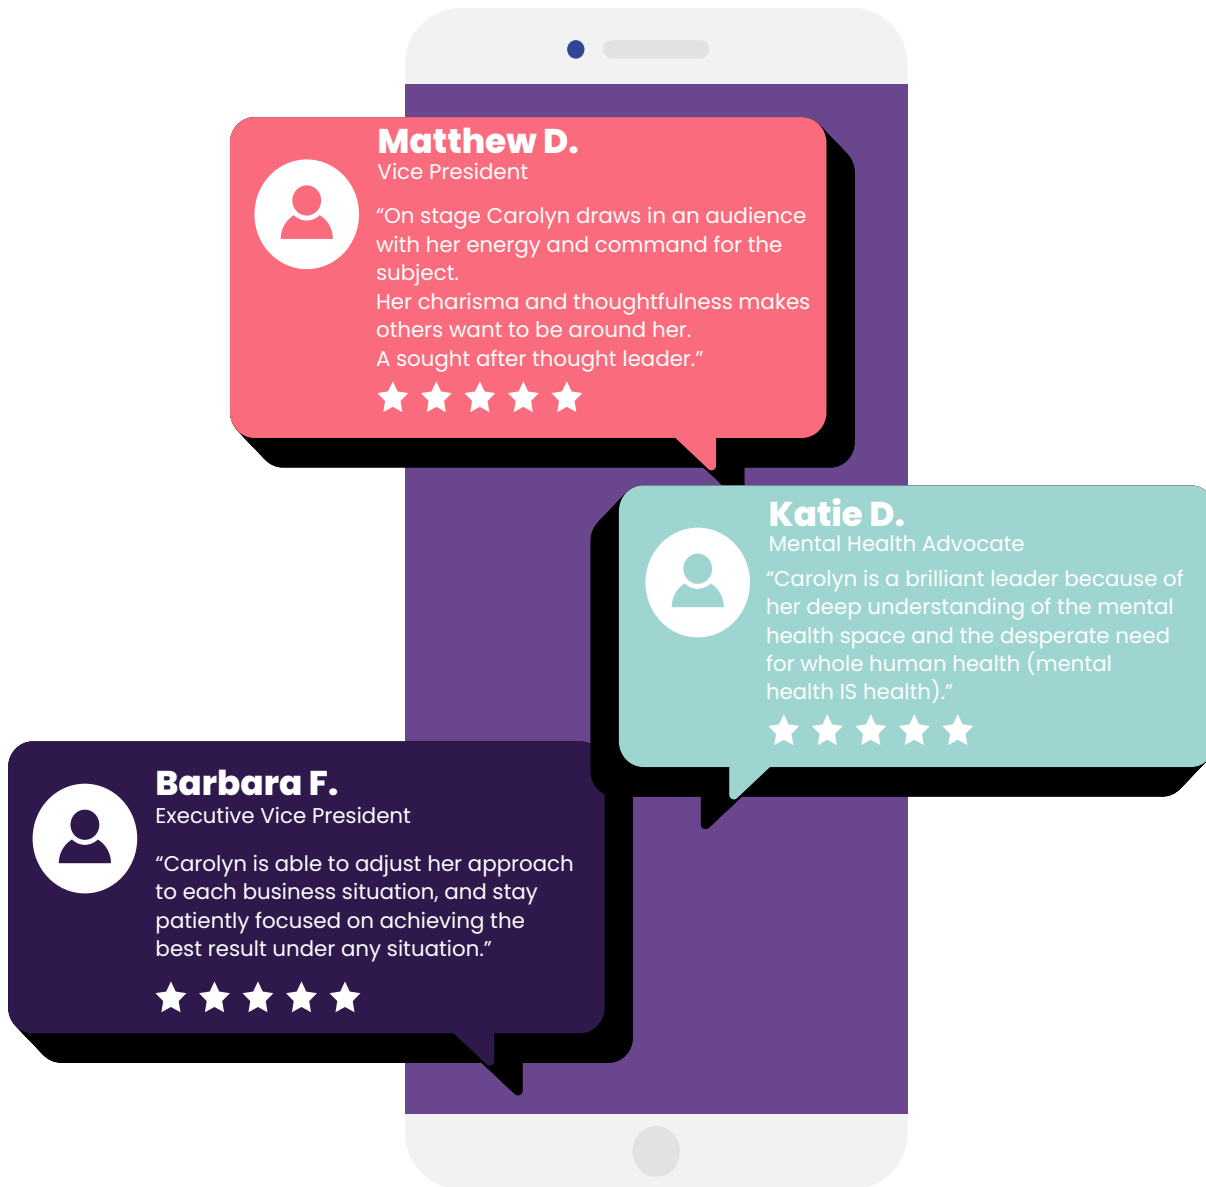 Matthew D.
Vice President
“On stage Carolyn draws in an audience
with her energy and command for the
subject.
Her charisma and thoughtfulness makes
others want to be around her.
A sought after thought leader.”
Katie D.
Mental Health Advocate
“Carolyn is a brilliant leader because of
her deep understanding of the mental
health space and the desperate need
for whole human health (mental
health IS health).”
Barbara F.
Executive Vice President
“Carolyn is able to adjust her approach
to each business situation, and stay
patiently focused on achieving the
best result under any situation.”